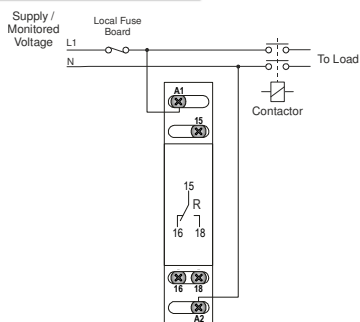 Supply /
Monitored
Voltage
Local Fuse
Board
L1
N
To Load
Contactor
A1
15
15
R
16 18
16 18
A2